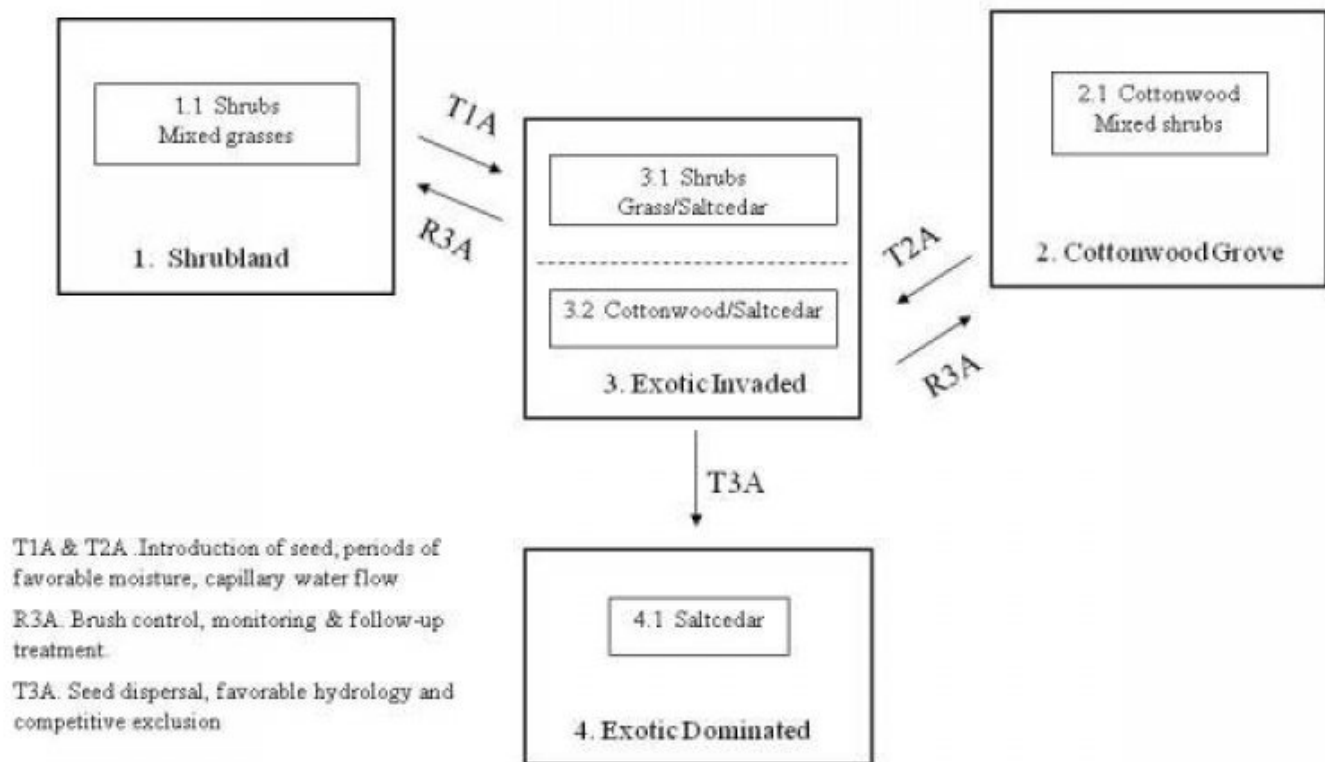 1.1 Shrubs
Mixed grasses
1. Shrubland
T1A
R3A
3.1 Shrubs
Grass/Saltcedar
3.2 Cottonwood/Saltcedar
3. Exotic Invaded
2.1 Cottonwood
Mixed shrubs
2. Cottonwood Grove
T2A
R3A
T3A
T1A & T2A .Introduction of seed, periods of
favorable moisture, capillary water flow
R3A. Brush control, monitoring & follow-up
treatment.
T3A. Seed dispersal, favorable hydrology and
competitive exclusion
4.1 Saltcedar
4. Exotic Dominated